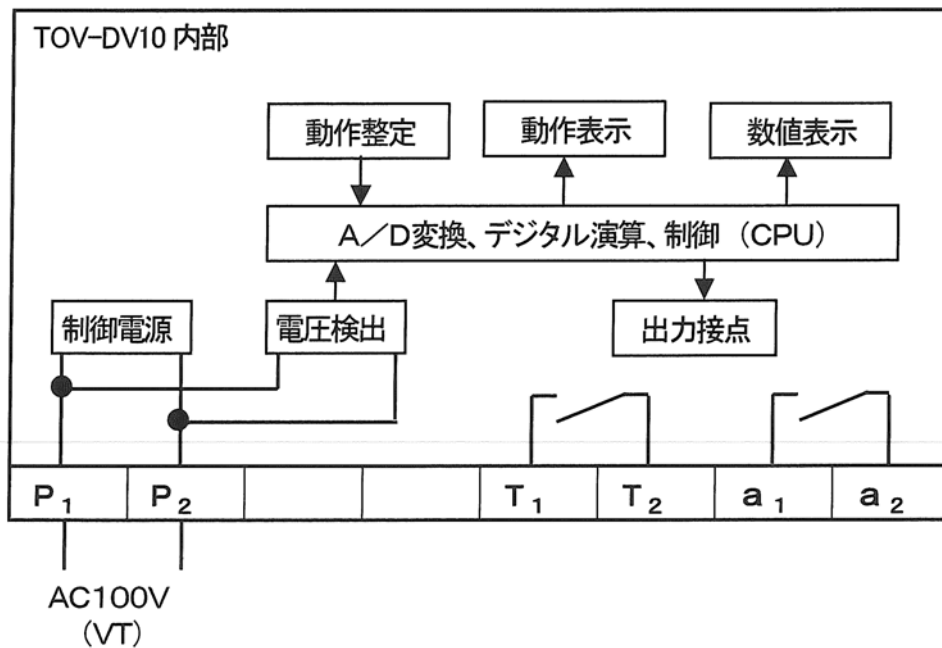 TOV-DV10 内部
動作整定 動作表示 数値表示
A/D変換、デジタル演算、制御 (CPU)
制御電源 電圧検出 出力接点
P1 P2 T1 T2 a1 a2
AC100V
(VT)